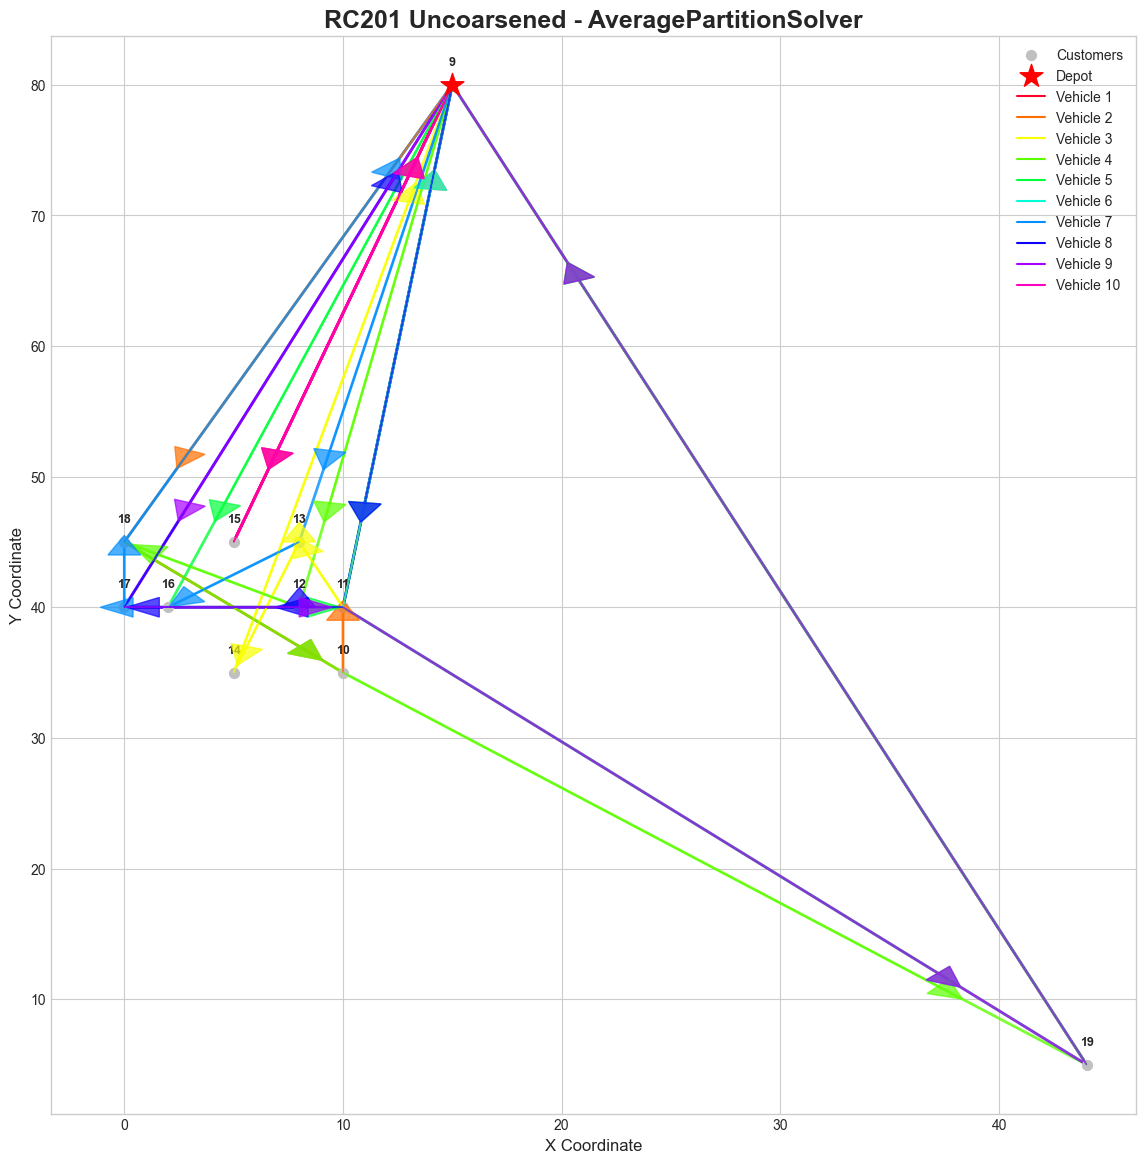 RC201 Uncoarsened - AveragePartitionSolver
9
Customers
Depot
Vehicle 1
Vehicle 2
Vehicle 3
Vehicle 4
Vehicle 5
Vehicle 6
Vehicle 7
Vehicle 8
Vehicle 9
Vehicle 10
80
70
60
50
40
30
20
10
Y Coordinate
18
15
13
17
16
12
11
14
10
19
0
10
20
30
40
X Coordinate